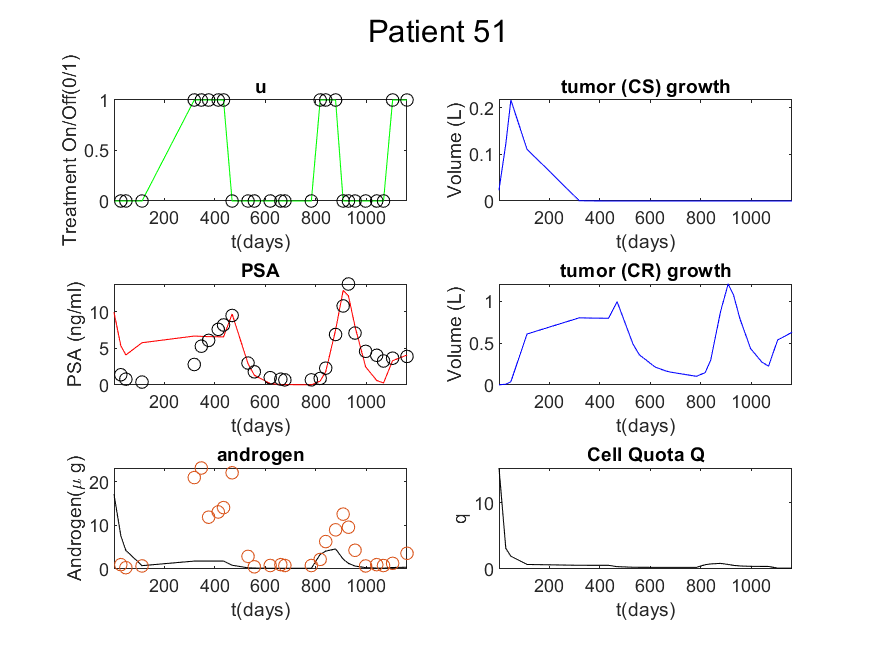 Patient 51
u
Treatment On/Off(0/1)
1
0.5
0
200 400 600 800 1000
t(days)
tumor (CS) growth
Volume (L)
0.2
0.1
0
200 400 600 800 1000
t(days)
PSA
PSA (ng/ml)
10
5
0
200 400 600 800 1000
t(days)
tumor (CR) growth
Volume (L)
1
0.5
0
200 400 600 800 1000
t(days)
androgen
Androgen(μ g)
20
10
0
200 400 600 800 1000
t(days)
Cell Quota Q
q
10
0
200 400 600 800 1000
t(days)